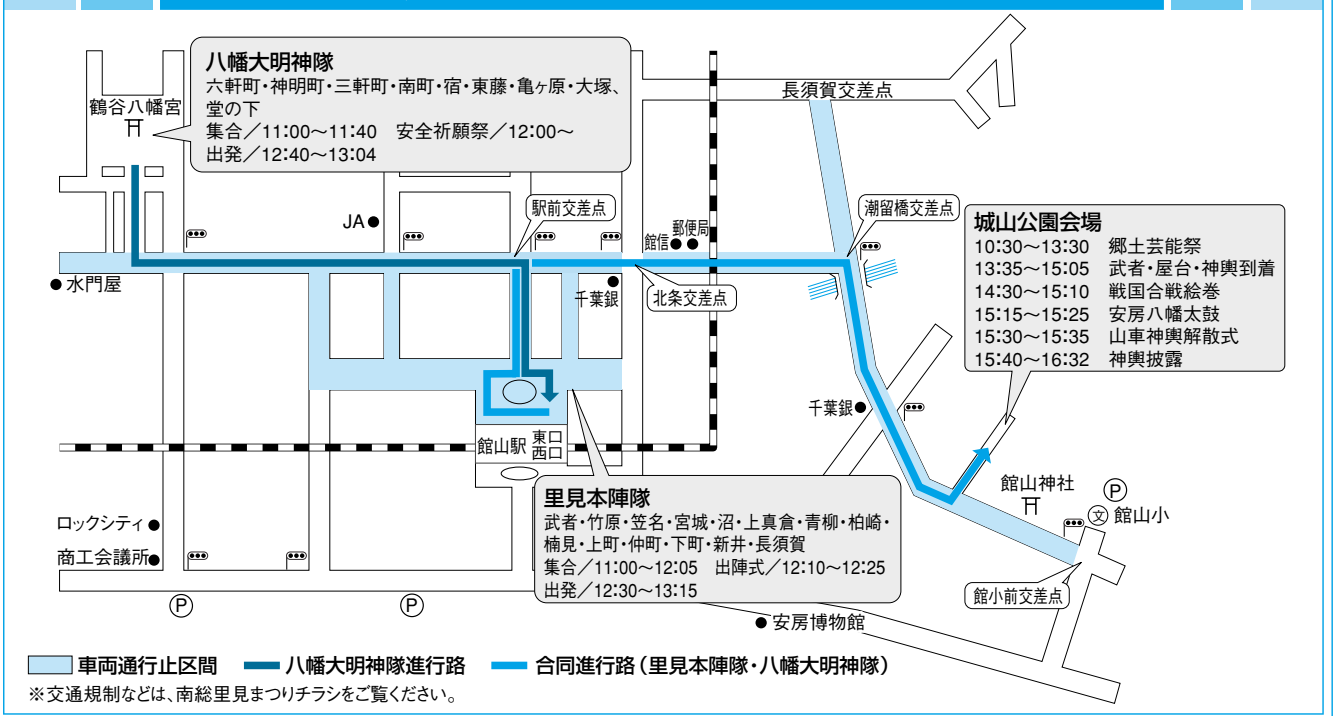 八幡大明神隊
六軒町・神明町・三軒町・南町・宿・東藤・亀ヶ原・大塚、
堂の下
集合／11:00～11:40　安全祈願祭／12:00～
出発／12:40～13:04
鶴谷八幡宮
長須賀交差点
JA
駅前交差点
館信
郵便局
潮留橋交差点
水門屋
千葉銀
北条交差点
城山公園会場
10:30～13:30　郷土芸能祭
13:35～15:05　武者・屋台・神輿到着
14:30～15:10　戦国合戦絵巻
15:15～15:25　安房八幡太鼓
15:30～15:35　山車神輿解散式
15:40～16:32　神輿披露
千葉銀
館山駅
東口
西口
里見本陣隊
武者・竹原・笠名・宮城・沼・上真倉・青柳・柏崎・
楠見・上町・仲町・下町・新井・長須賀
集合／11:00～12:05　出陣式／12:10～12:25
出発／12:30～13:15
館山神社
P
文 館山小
ロックシティ
商工会議所
P
P
館小前交差点
安房博物館
車両通行止区間
八幡大明神隊進行路
合同進行路（里見本陣隊・八幡大明神隊）
※交通規制などは、南総里見まつりチラシをご覧ください。